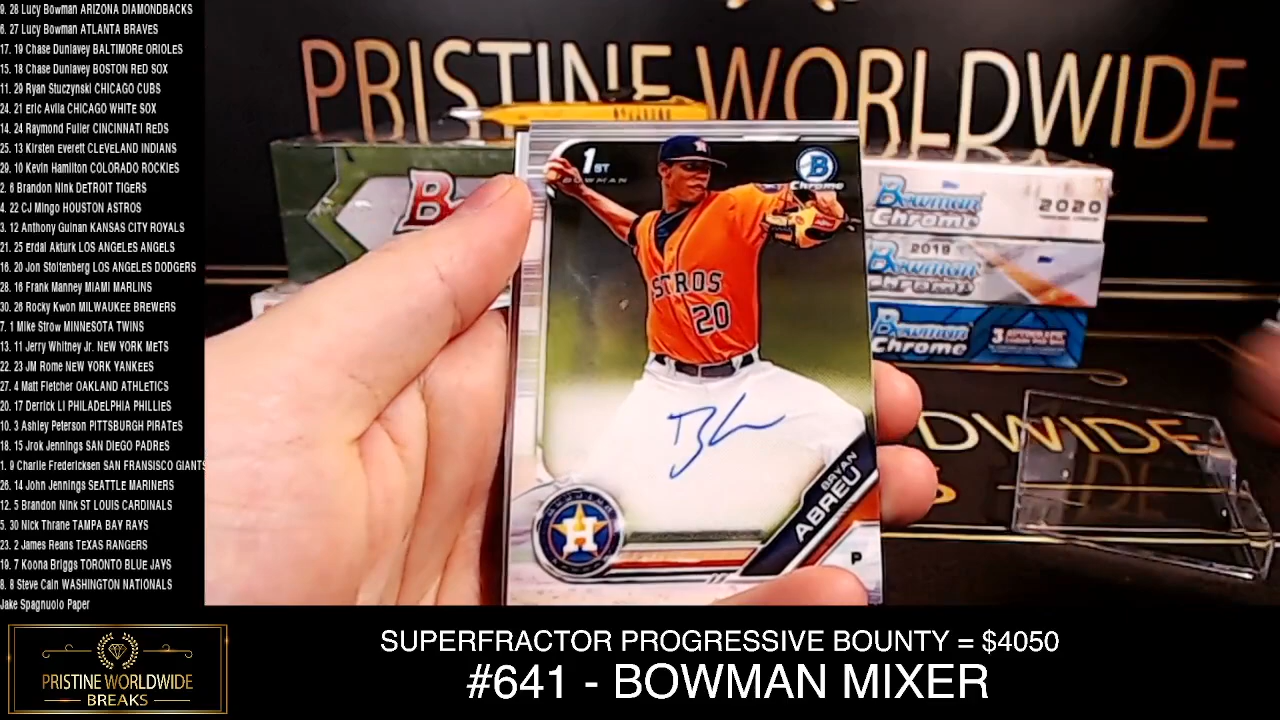 9. 28 Lucy Bowman ARIZONA DIAMONDBACKS
6. 27 Lucy Bowman ATLANTA BRAVES
17. 19 Chase Dunlavey BALTIMORE ORIOLES
15. 18 Chase Dunlavey BOSTON RED SOX
11. 29 Ryan Stuczynski CHICAGO CUBS
24. 21 Eric Avila CHICAGO WHITE SOX
14. 24 Raymond Fuller CINCINNATI REDS
25. 13 Kirsten Everett CLEVELAND INDIANS
29. 10 Kevin Hamilton COLORADO ROCKIES
2. 6 Brandon Nink DETROIT TIGERS
4. 22 CJ Mingo HOUSTON ASTROS
3. 12 Anthony Guinan KANSAS CITY ROYALS
21. 25 Erdal Akturk LOS ANGELES ANGELS
16. 20 Jon Stoltenberg LOS ANGELES DODGERS
28. 16 Frank Manney MIAMI MARLINS
30. 26 Rocky Kwon MILWAUKEE BREWERS
7. 1 Mike Strow MINNESOTA TWINS
13. 11 Jerry Whitney Jr. NEW YORK METS
22. 23 JM Rome NEW YORK YANKEES
27. 4 Matt Fletcher OAKLAND ATHLETICS
20. 17 Derrick LI PHILADELPHIA PHILLIES
10. 3 Ashley Peterson PITTSBURGH PIRATES
18. 15 Jrok Jennings SAN DIEGO PADRES
1. 9 Charlie Fredericksen SAN FRANSISCO GIANTS
26. 14 John Jennings SEATTLE MARINERS
12. 5 Brandon Nink ST LOUIS CARDINALS
5. 30 Nick Thrane TAMPA BAY RAYS
23. 2 James Reans TEXAS RANGERS
19. 7 Koona Briggs TORONTO BLUE JAYS
8. 8 Steve Cain WASHINGTON NATIONALS
Jake Spagnuolo Paper
PRISTINE WORLDWIDE
1ST
BOWMAN
B
Chrome
ASTROS
20
BRYAN
ABREU
P
H
B
Bowman
Chrome
2020
2019
Bowman
Chrome
Bowman
Chrome
3 AUTOGRAPHS
DWIDE
PRISTINE WORLDWIDE
BREAKS
SUPERFRACTOR PROGRESSIVE BOUNTY = $4050
#641 - BOWMAN MIXER